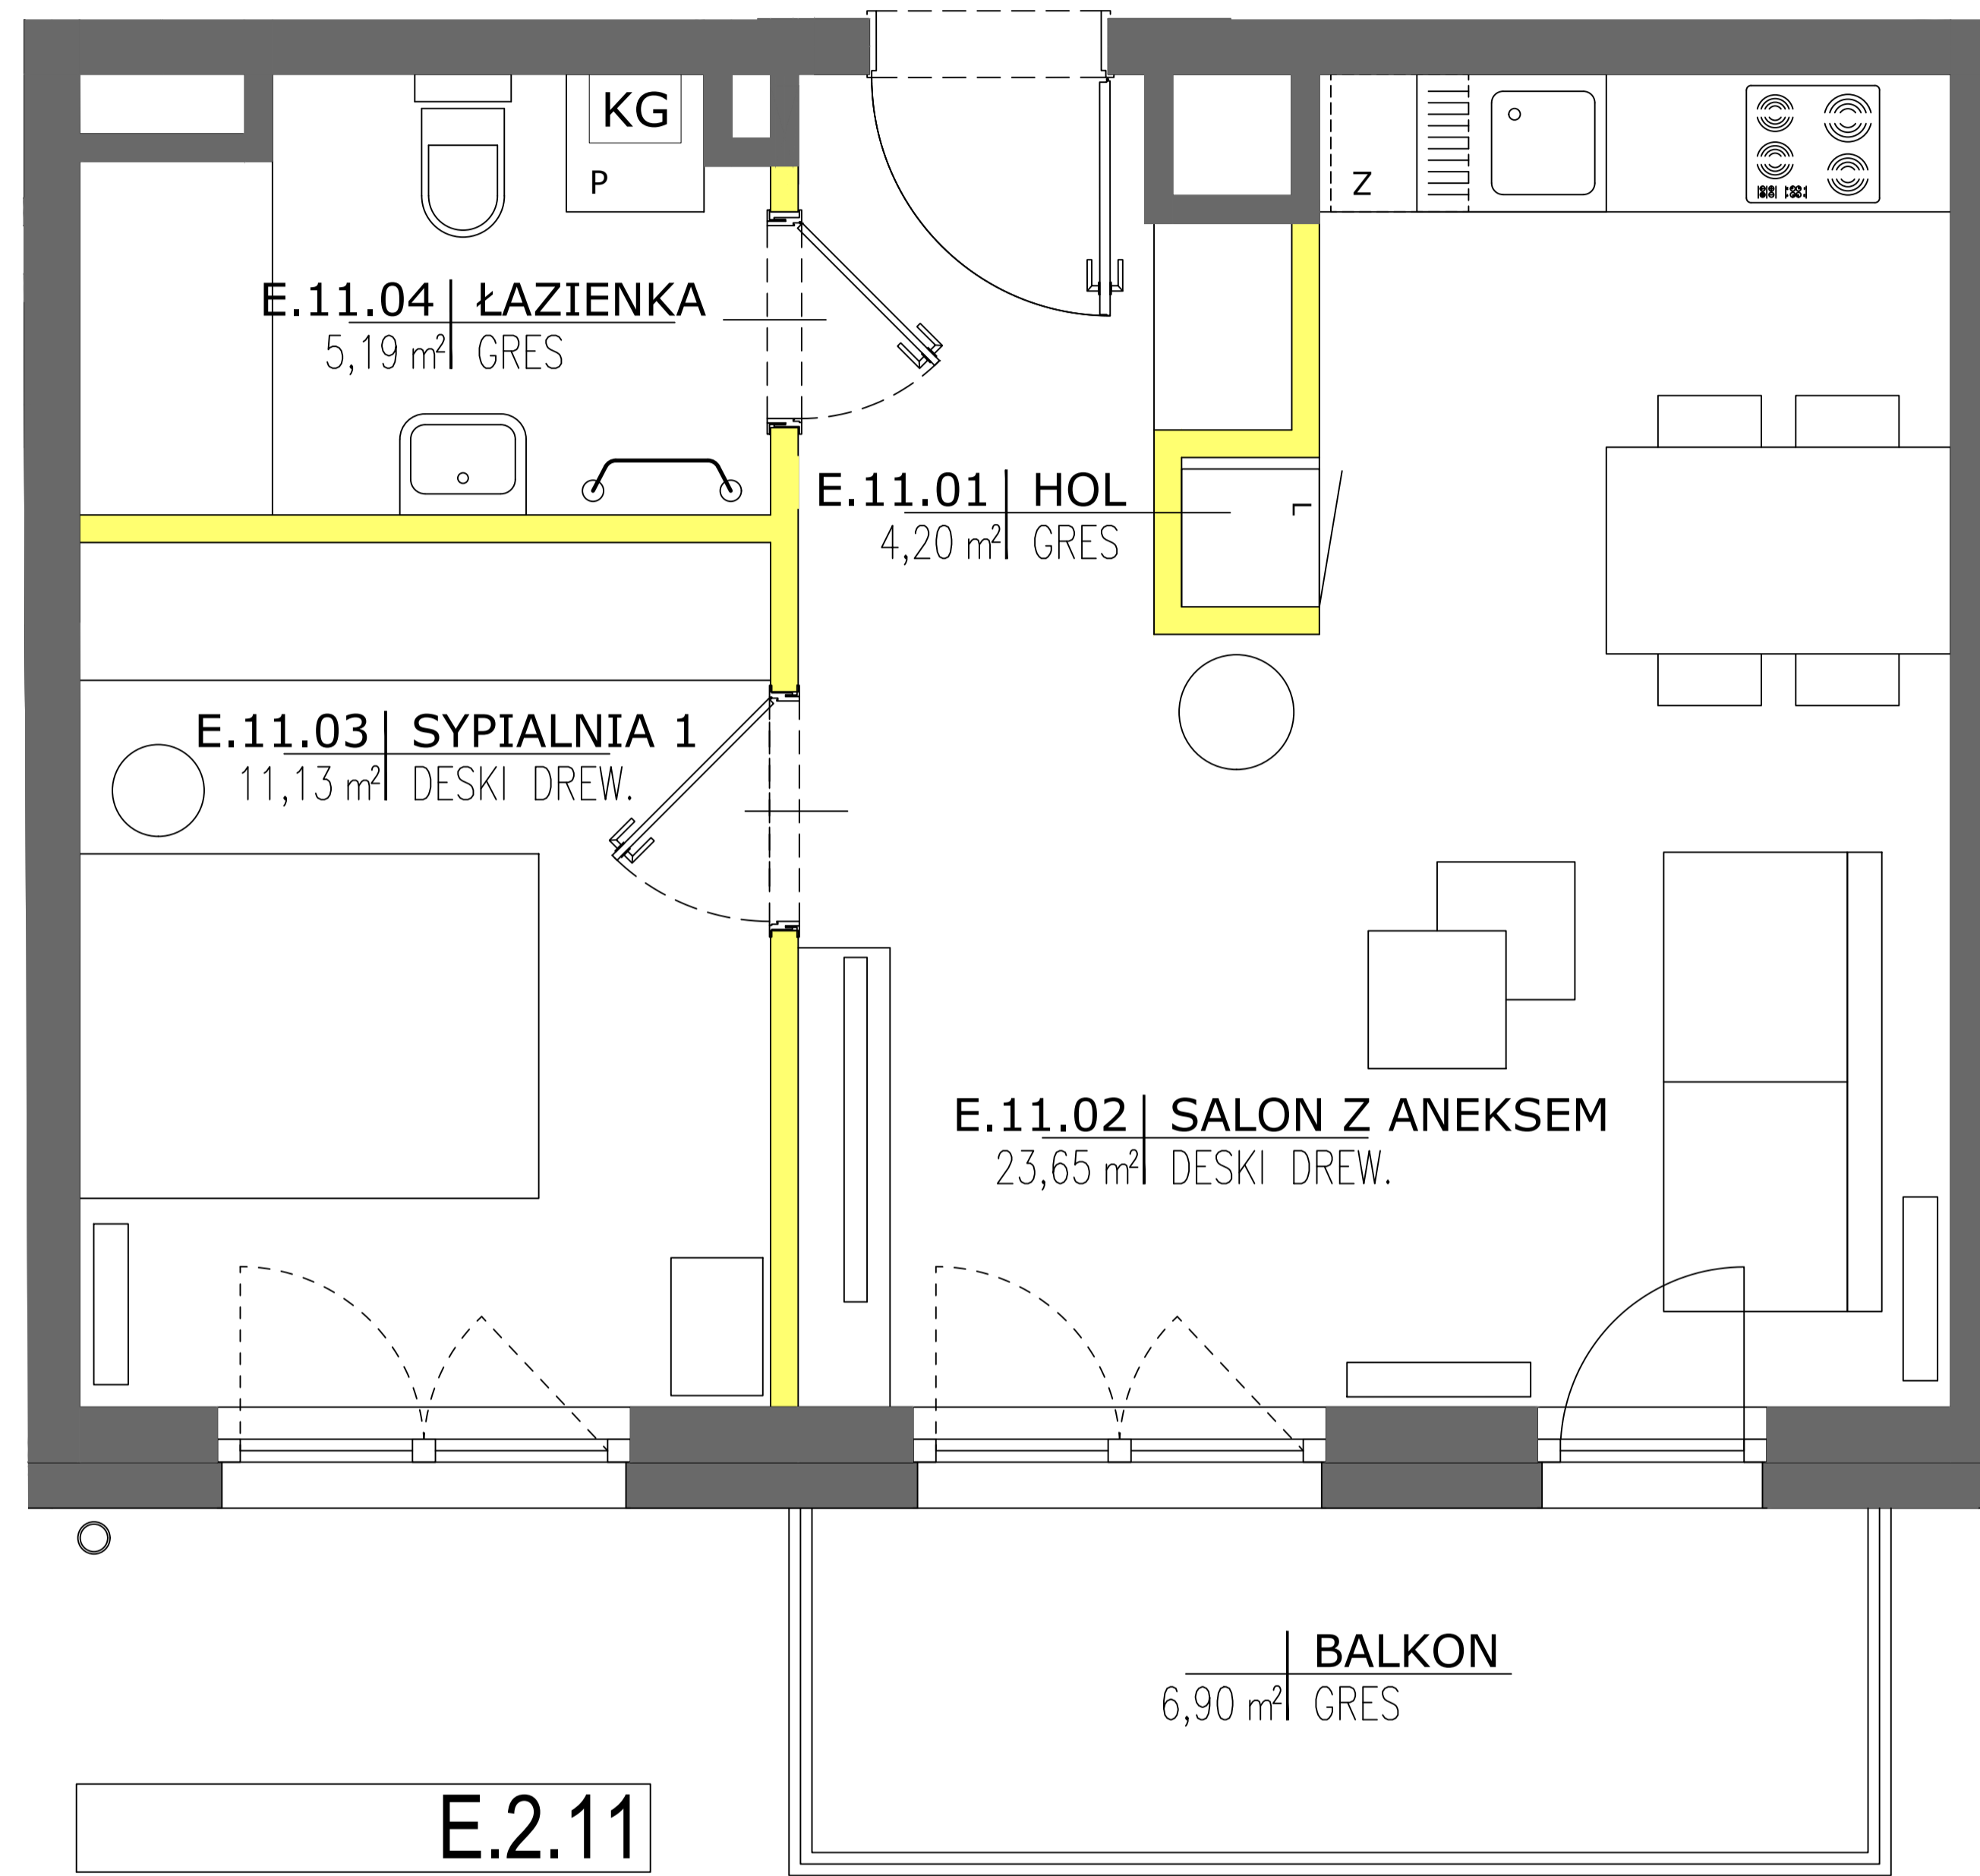 KG
P
Z
E.11.04 ŁAZIENKA
5,19 m² GRES
E.11.01 HOL
4,20 m² GRES
L
E.11.03 SYPIALNIA 1
11,13 m² DESKI DREW.
E.11.02 SALON Z ANEKSEM
23,65 m² DESKI DREW.
BALKON
6,90 m² GRES
E.2.11